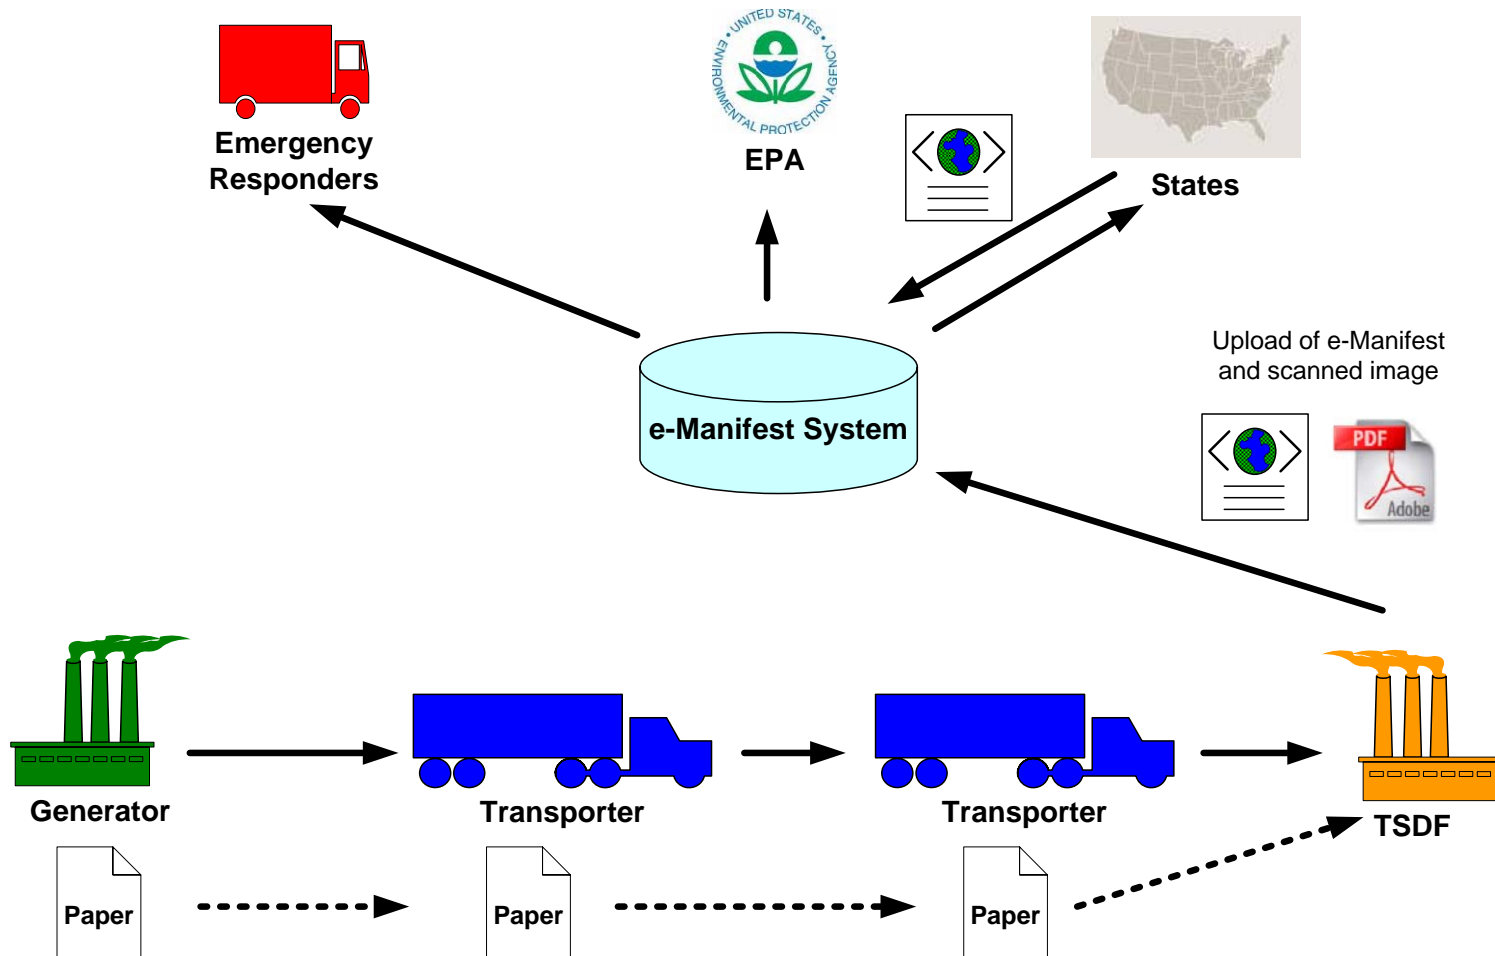 UNITED STATES
ENVIRONMENTAL PROTECTION AGENCY
Emergency
Responders
EPA
States
Upload of e-Manifest
and scanned image
e-Manifest System
PDF
Adobe
Generator
Transporter
Transporter
TSDF
Paper
Paper
Paper